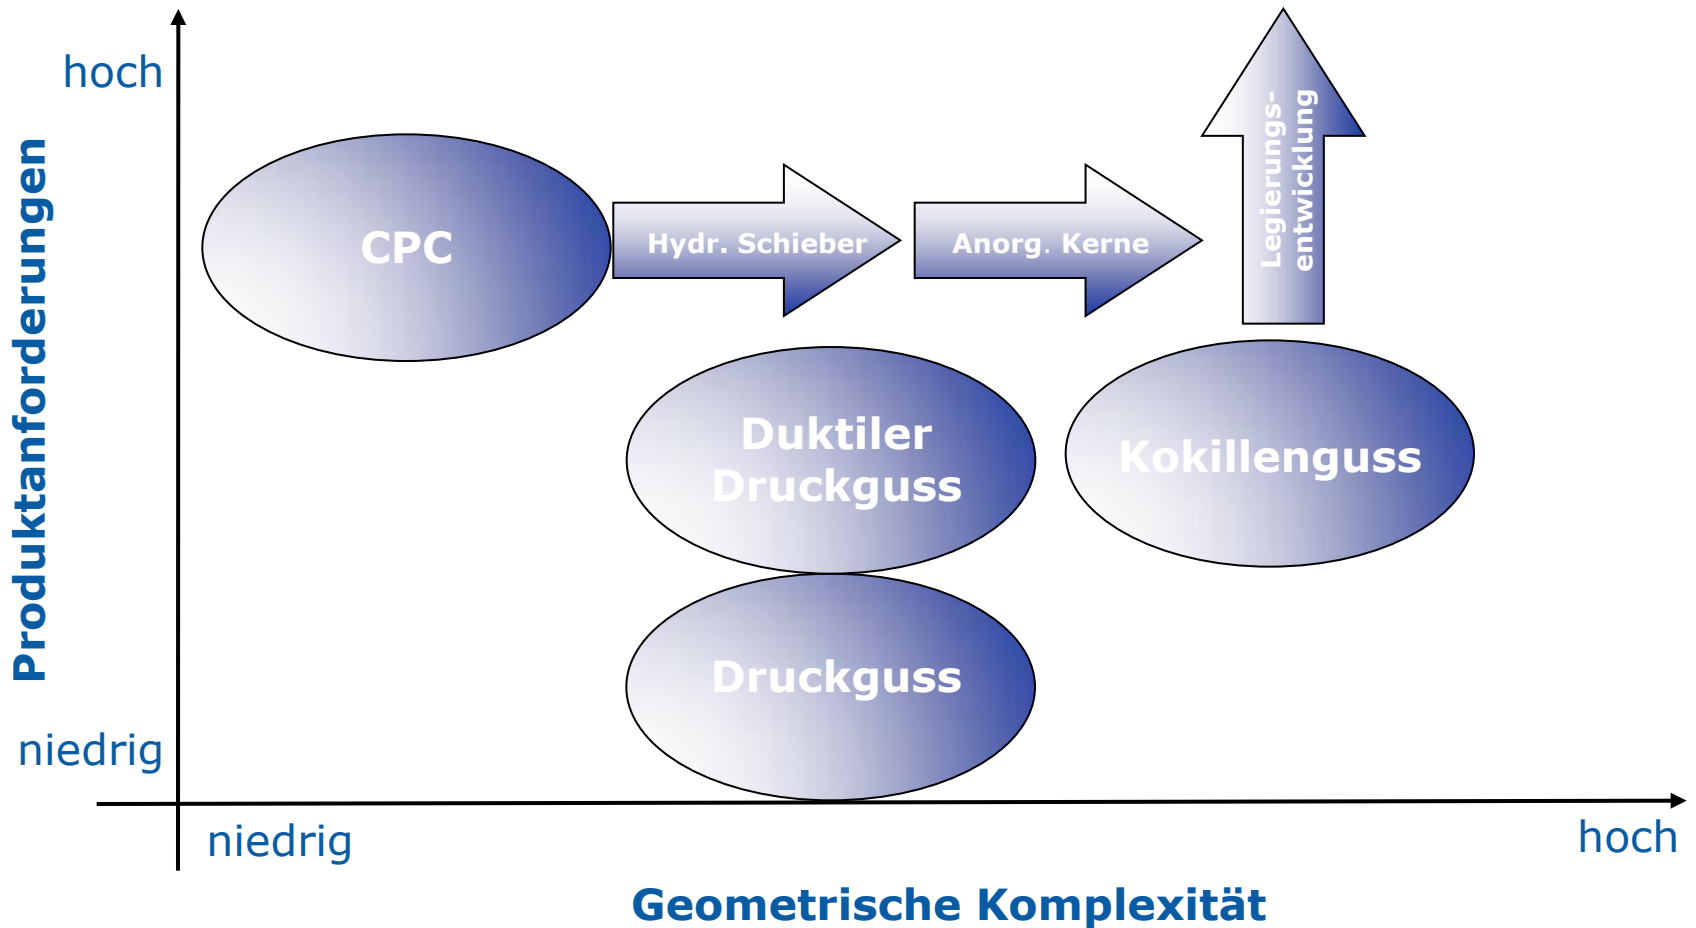 hoch
Produktanforderungen
niedrig
CPC
Hydr. Schieber
Anorg. Kerne
Legierungs-
entwicklung
Duktiler
Druckguss
Kokillenguss
Druckguss
niedrig
hoch
Geometrische Komplexität